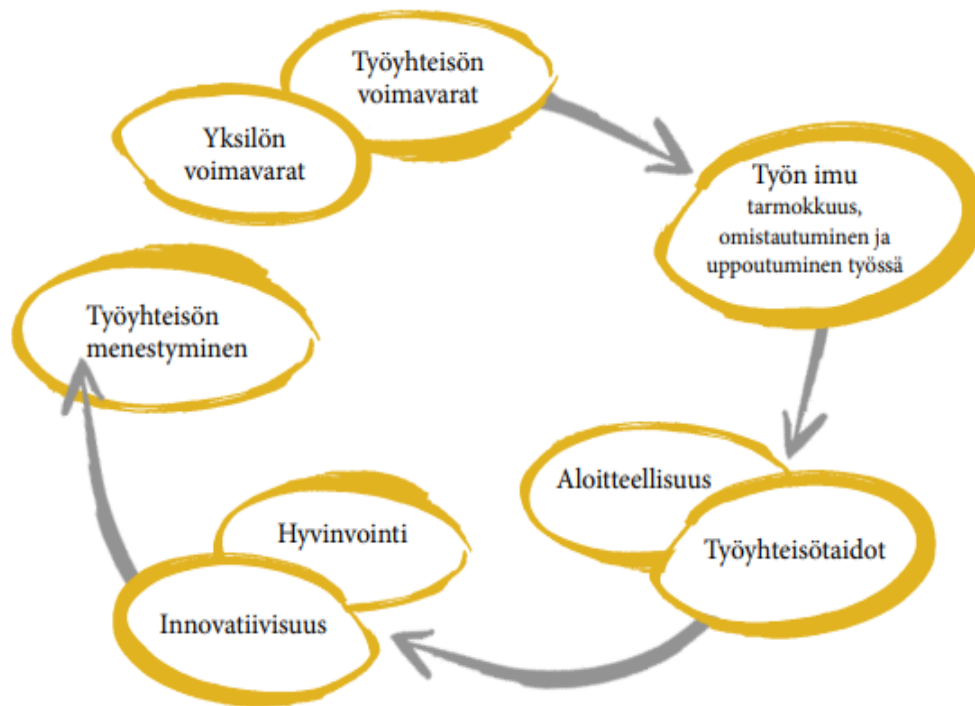 Työyhteisön
voimavarat
Yksilön
voimavarat
Työn imu
tarmokkuus,
omistautuminen ja
uppoutuminen työssä
Aloitteellisuus
Työyhteisötaidot
Hyvinvointi
Innovatiivisuus
Työyhteisön
menestyminen